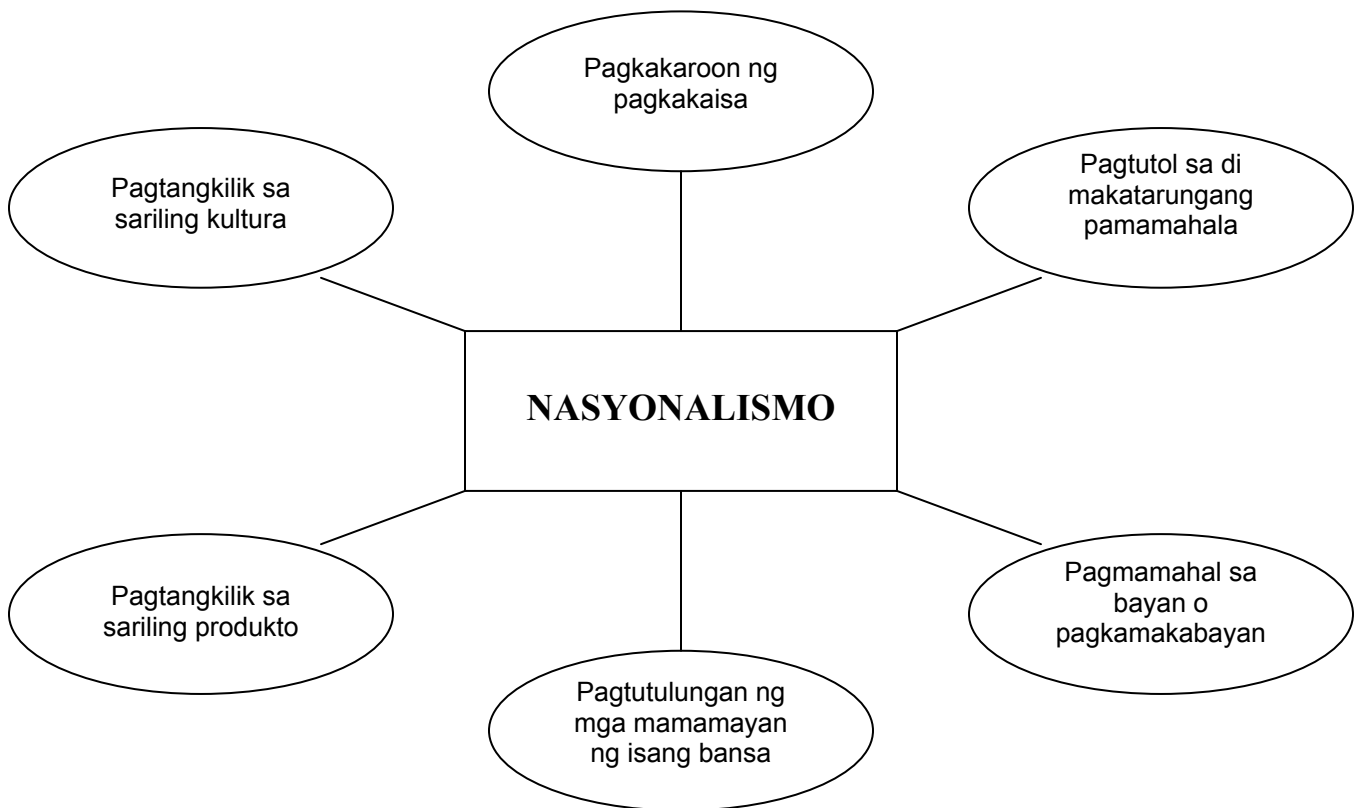 Pagkakaroon ng
pagkakaisa
Pagtangkilik sa
sariling kultura
Pagtutol sa di
makatarungang
pamamahala
NASYONALISMO
Pagtangkilik sa
sariling produkto
Pagmamahal sa
bayan o
pagkamakabayan
Pagtutulungan ng
mga mamamayan
ng isang bansa